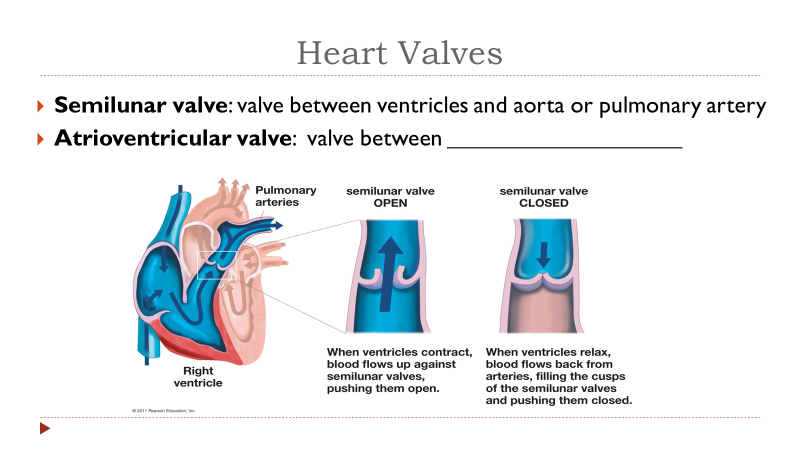 Heart Valves
Semilunar valve: valve between ventricles and aorta or pulmonary artery
Atrioventricular valve: valve between ____________________
Pulmonary
arteries
semilunar valve
OPEN
semilunar valve
CLOSED
Right
ventricle
When ventricles contract,
blood flows up against
semilunar valves,
pushing them open.
When ventricles relax,
blood flows back from
arteries, filling the cusps
of the semilunar valves
and pushing them closed.
© 2011 Pearson Education, Inc.